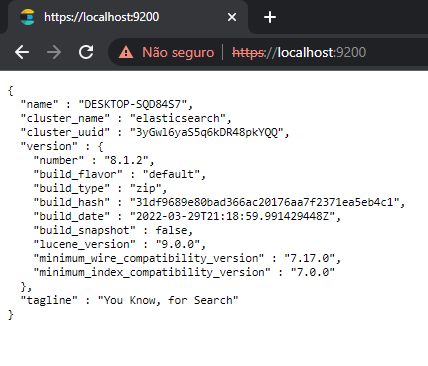 https://localhost:9200
Não seguro | https://localhost:9200
{
  "name" : "DESKTOP-SQD84S7",
  "cluster_name" : "elasticsearch",
  "cluster_uuid" : "3yGwl6yaS5q6kDR48pkYQQ",
  "version" : {
    "number" : "8.1.2",
    "build_flavor" : "default",
    "build_type" : "zip",
    "build_hash" : "31df9689e80bad366ac20176aa7f2371ea5eb4c1",
    "build_date" : "2022-03-29T21:18:59.991429448Z",
    "build_snapshot" : false,
    "lucene_version" : "9.0.0",
    "minimum_wire_compatibility_version" : "7.17.0",
    "minimum_index_compatibility_version" : "7.0.0"
  },
  "tagline" : "You Know, for Search"
}